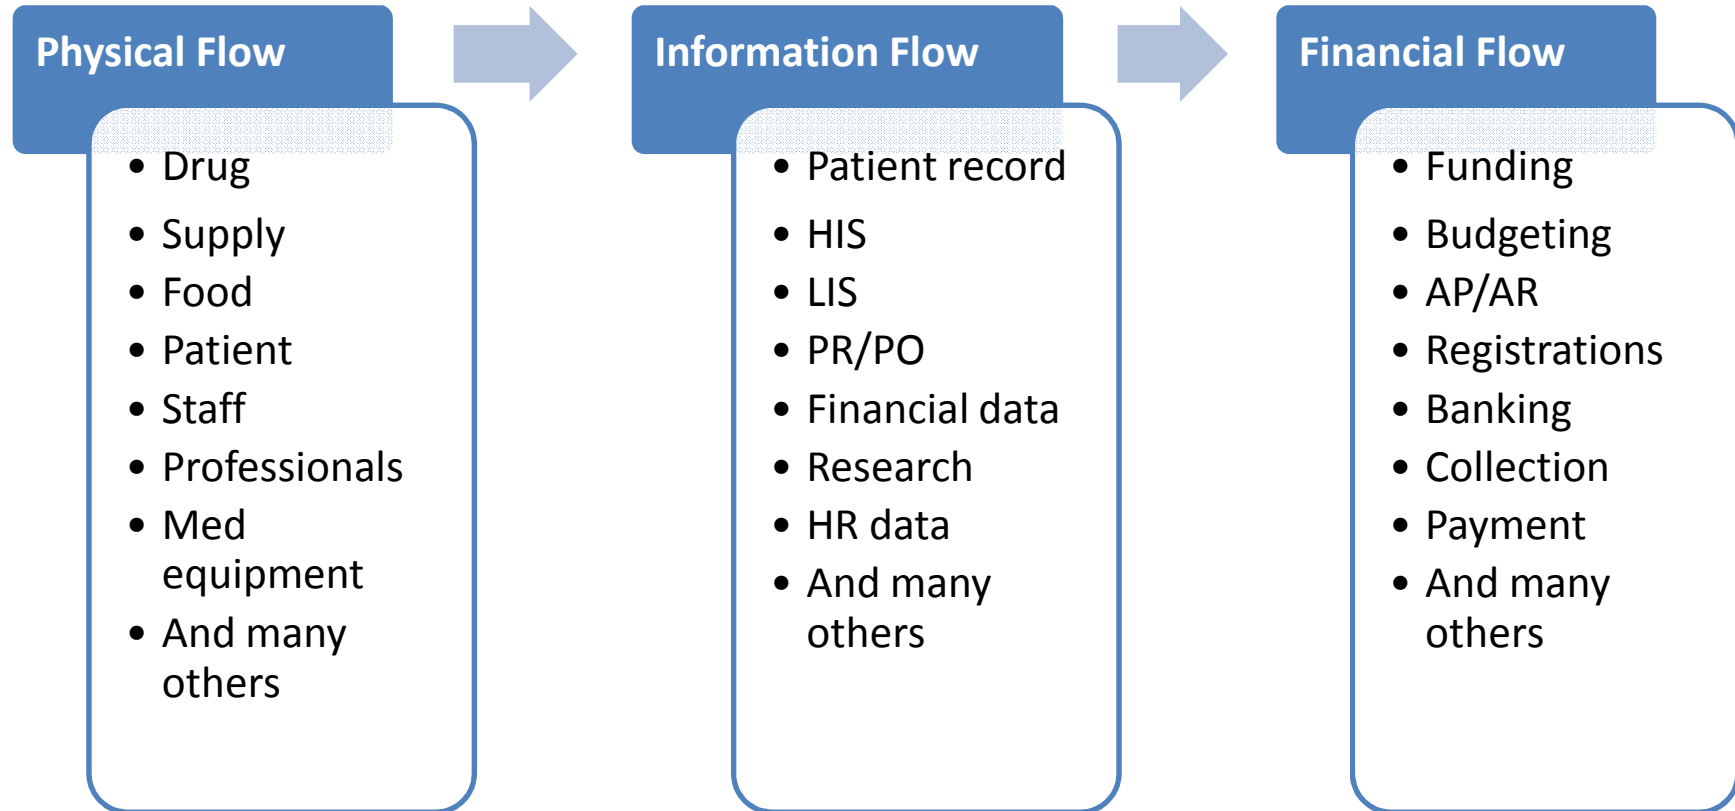 Physical Flow
• Drug
• Supply
• Food
• Patient
• Staff
• Professionals
• Med
equipment
• And many
others
Information Flow
• Patient record
• HIS
• LIS
• PR/PO
• Financial data
• Research
• HR data
• And many
others
Financial Flow
• Funding
• Budgeting
• AP/AR
• Registrations
• Banking
• Collection
• Payment
• And many
others